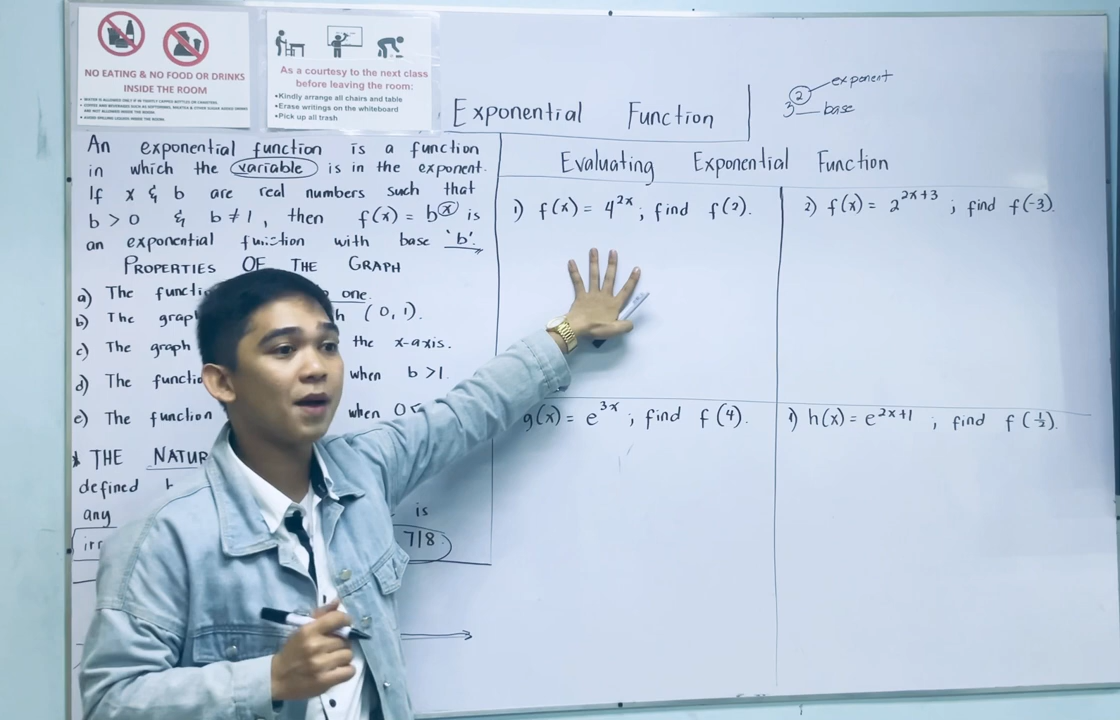 NO EATING & NO FOOD OR DRINKS
INSIDE THE ROOM
As a courtesy to the next class
before leaving the room:
•Kindly arrange all chairs and table
•Erase writings on the whiteboard
•Pick up all trash
Exponential Function
exponent
3² base
An exponential function is a function
in which the variable is in the exponent.
If x & b are real numbers such that
b > 0 & b ≠ 1, then f(x) = bˣ is
an exponential function with base 'b'.
PROPERTIES OF THE GRAPH
a) The one.
b) The (0, 1).
c) The graph the x-axis.
d) The when b > 1.
e) The function when
* THE
defined
any is
718
Evaluating Exponential Function
1) f(x) = 4^2x ; find f(2).
2) f(x) = 2^2x+3 ; find f(-3).
g(x) = e^3x ; find f(4).
h(x) = e^2x+1 ; find f(½).